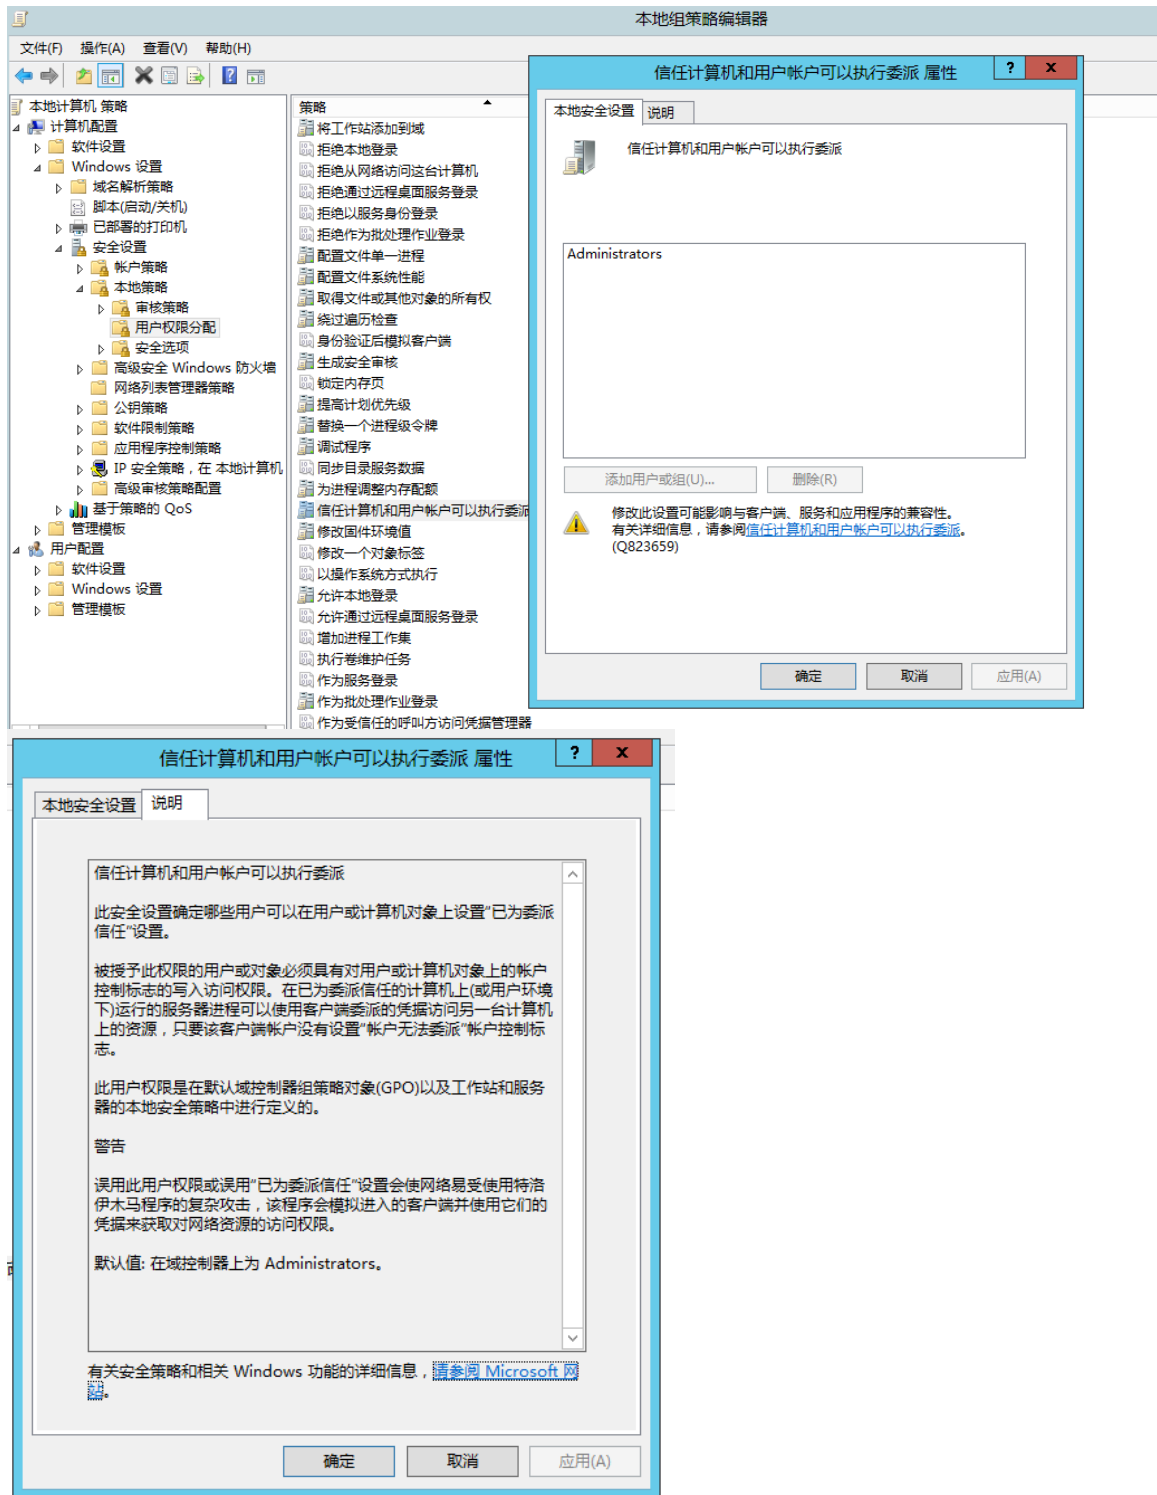 本地组策略编辑器
文件(F) 操作(A) 查看(V) 帮助(H)
本地计算机 策略
计算机配置
软件设置
Windows 设置
域名解析策略
脚本(启动/关机)
已部署的打印机
安全设置
帐户策略
本地策略
审核策略
用户权限分配
安全选项
高级安全 Windows 防火墙
网络列表管理器策略
公钥策略
软件限制策略
应用程序控制策略
IP 安全策略，在 本地计算机
高级审核策略配置
基于策略的 QoS
管理模板
用户配置
软件设置
Windows 设置
管理模板
策略
将工作站添加到域
拒绝本地登录
拒绝从网络访问这台计算机
拒绝通过远程桌面服务登录
拒绝以服务身份登录
拒绝作为批处理作业登录
配置文件单一进程
配置文件系统性能
取得文件或其他对象的所有权
绕过遍历检查
身份验证后模拟客户端
生成安全审核
锁定内存页
提高计划优先级
替换一个进程级令牌
调试程序
同步目录服务数据
为进程调整内存配额
信任计算机和用户帐户可以执行委派
修改固件环境值
修改一个对象标签
以操作系统方式执行
允许本地登录
允许通过远程桌面服务登录
增加进程工作集
执行卷维护任务
作为服务登录
作为批处理作业登录
作为受信任的呼叫方访问凭据管理器
信任计算机和用户帐户可以执行委派 属性
? x
本地安全设置 说明
信任计算机和用户帐户可以执行委派
Administrators
添加用户或组(U)... 删除(R)
修改此设置可能影响与客户端、服务和应用程序的兼容性。
有关详细信息，请参阅信任计算机和用户帐户可以执行委派。
(Q823659)
确定 取消 应用(A)
信任计算机和用户帐户可以执行委派 属性
? x
本地安全设置 说明
信任计算机和用户帐户可以执行委派
此安全设置确定哪些用户可以在用户或计算机对象上设置“已为委派
信任”设置。
被授予此权限的用户或对象必须具有对用户或计算机对象上的帐户
控制标志的写入访问权限。在已为委派信任的计算机上(或用户环境
下)运行的服务器进程可以使用客户端委派的凭据访问另一台计算机
上的资源，只要该客户端帐户没有设置“帐户无法委派”帐户控制标
志。
此用户权限是在默认域控制器组策略对象(GPO)以及工作站和服务
器的本地安全策略中进行定义的。
警告
误用此用户权限或误用“已为委派信任”设置会使网络易受使用特洛
伊木马程序的复杂攻击，该程序会模拟进入的客户端并使用它们的
凭据来获取对网络资源的访问权限。
默认值: 在域控制器上为 Administrators。
有关安全策略和相关 Windows 功能的详细信息，请参阅 Microsoft 网
站。
确定 取消 应用(A)